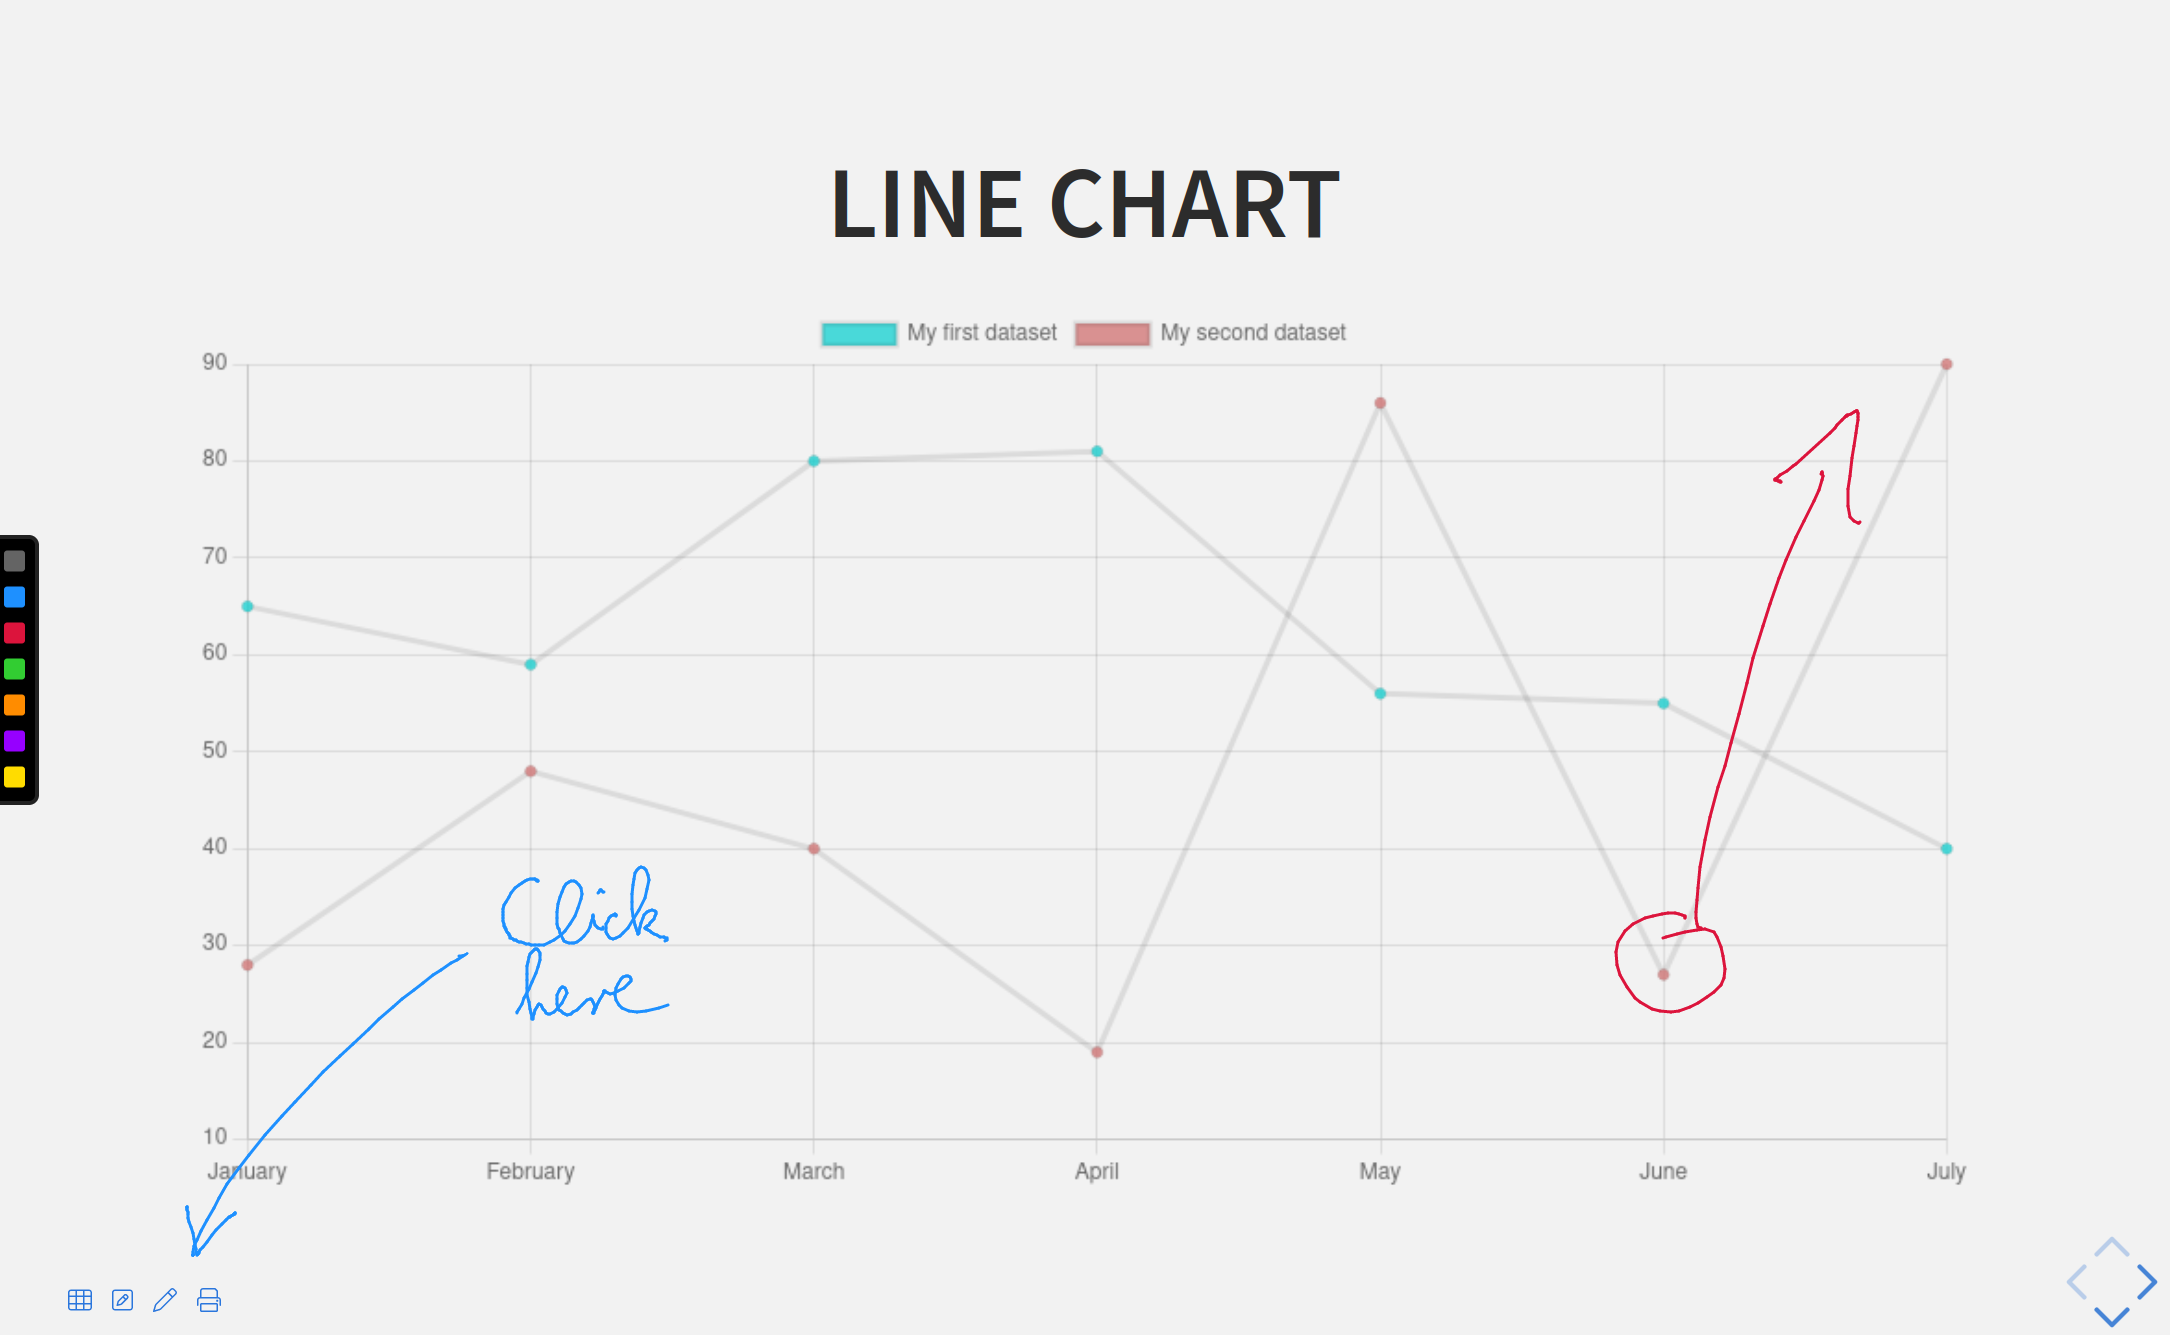 LINE CHART
My first dataset My second dataset
90
80
70
60
50
40
30
20
10
Click
here
January February March April May June July